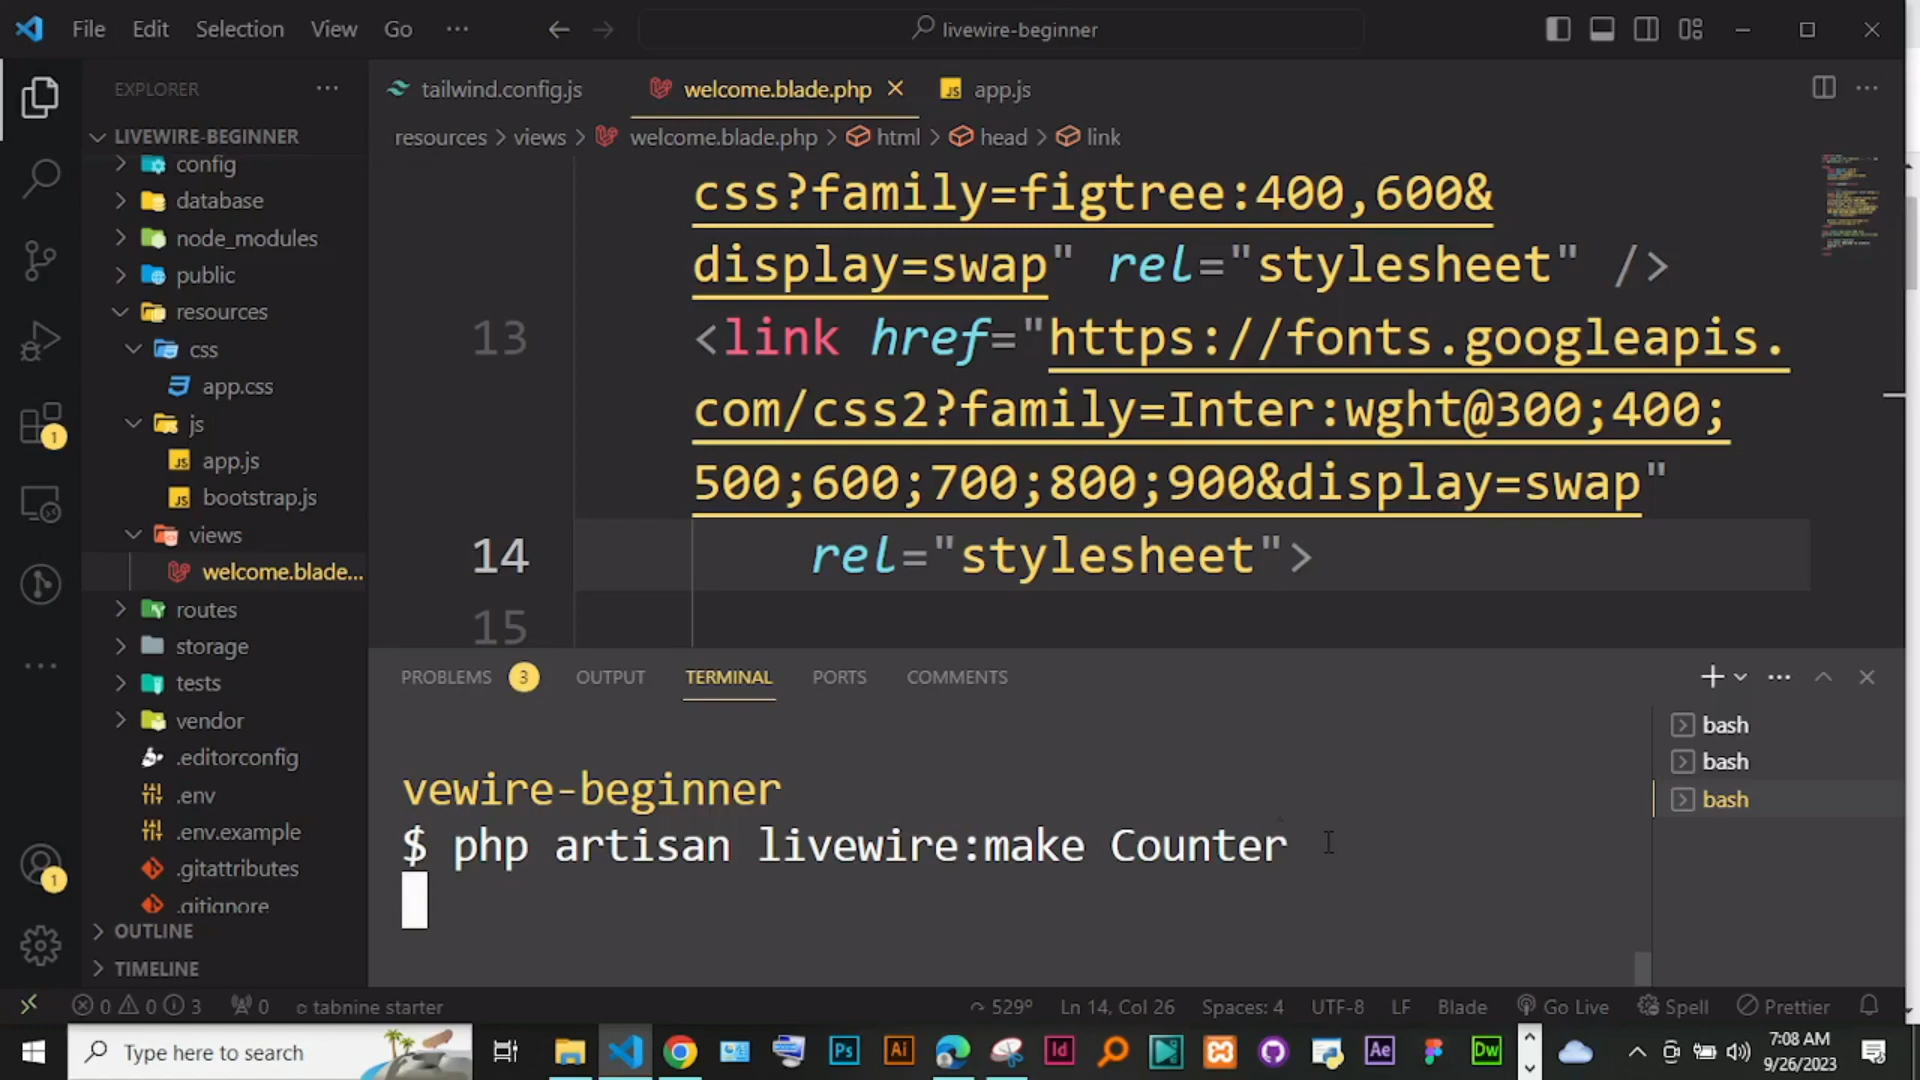 File Edit Selection View Go ··· livewire-beginner
EXPLORER ···
LIVEWIRE-BEGINNER
config
database
node_modules
public
resources
css
app.css
js
app.js
bootstrap.js
views
welcome.blade...
routes
storage
tests
vendor
.editorconfig
.env
.env.example
.gitattributes
.gitignore
OUTLINE
TIMELINE
1
1
tailwind.config.js welcome.blade.php app.js
resources > views > welcome.blade.php > html > head > link
css?family=figtree:400,600&
display=swap" rel="stylesheet" />
13 <link href="https://fonts.googleapis.
com/css2?family=Inter:wght@300;400;
500;600;700;800;900&display=swap"
14 rel="stylesheet">
15
PROBLEMS 3 OUTPUT TERMINAL PORTS COMMENTS
vewire-beginner
$ php artisan livewire:make Counter
bash
bash
bash
0 0 3 0 tabnine starter 529° Ln 14, Col 26 Spaces: 4 UTF-8 LF Blade Go Live Spell Prettier
Type here to search
Ps Ai Id Ae Dw
7:08 AM
9/26/2023